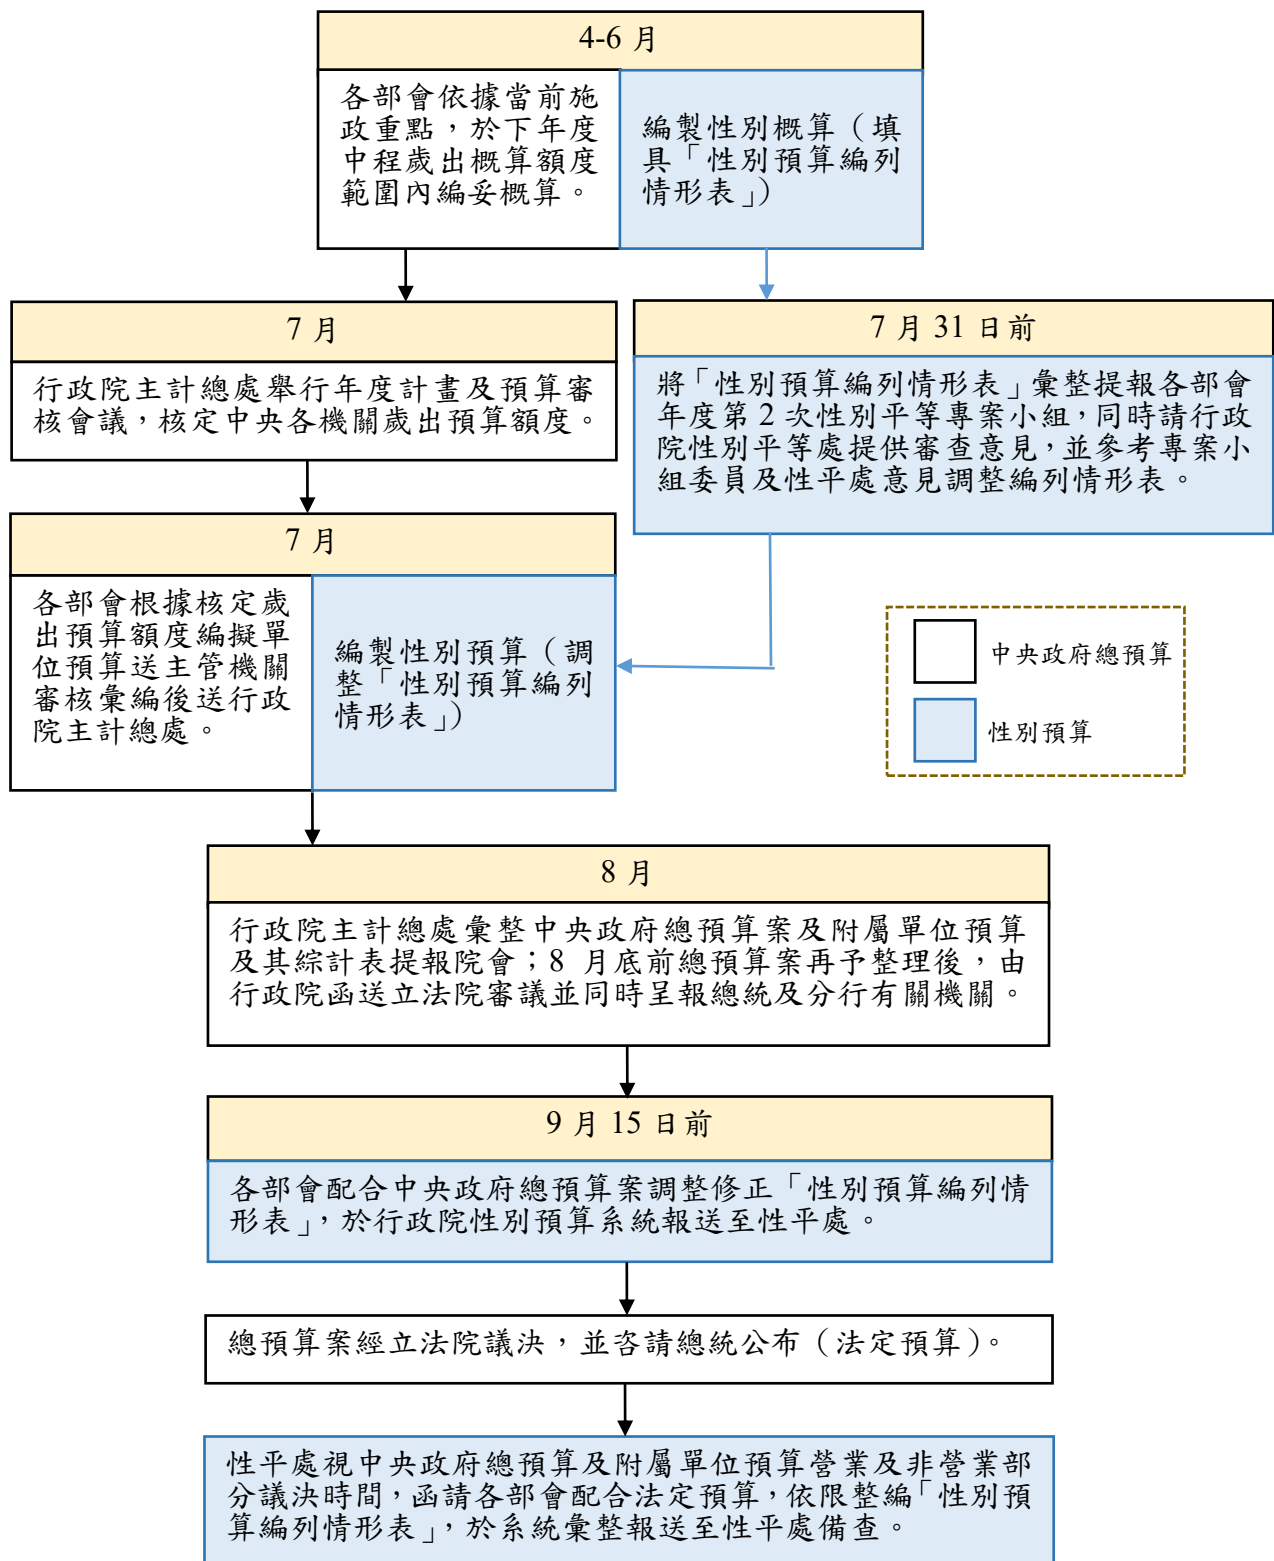 4-6 月
各部會依據當前施
政重點，於下年度
中程歲出概算額度
範圍內編妥概算。
編製性別概算（填
具「性別預算編列
情形表」）
7 月
行政院主計總處舉行年度計畫及預算審
核會議，核定中央各機關歲出預算額度。
7 月 31 日前
將「性別預算編列情形表」彙整提報各部會
年度第 2 次性別平等專案小組，同時請行政
院性別平等處提供審查意見，並參考專案小
組委員及性平處意見調整編列情形表。
7 月
各部會根據核定歲
出預算額度編擬單
位預算送主管機關
審核彙編後送行政
院主計總處。
編製性別預算（調
整「性別預算編列
情形表」）
中央政府總預算
性別預算
8 月
行政院主計總處彙整中央政府總預算案及附屬單位預算
及其綜計表提報院會；8 月底前總預算案再予整理後，由
行政院函送立法院審議並同時呈報總統及分行有關機關。
9 月 15 日前
各部會配合中央政府總預算案調整修正「性別預算編列情
形表」，於行政院性別預算系統報送至性平處。
總預算案經立法院議決，並咨請總統公布（法定預算）。
性平處視中央政府總預算及附屬單位預算營業及非營業部
分議決時間，函請各部會配合法定預算，依限整編「性別預
算編列情形表」，於系統彙整報送至性平處備查。